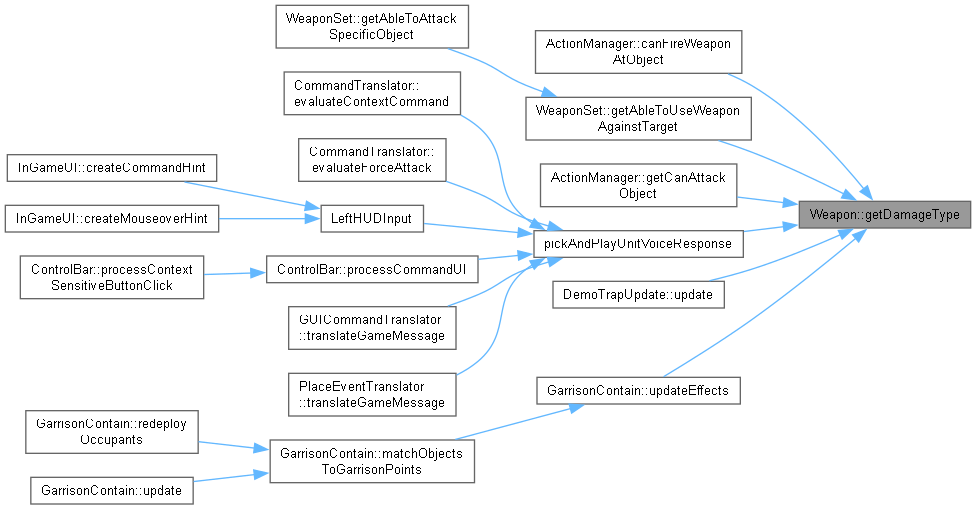 WeaponSet::getAbleToAttack
SpecificObject
ActionManager::canFireWeapon
AtObject
CommandTranslator::
evaluateContextCommand
WeaponSet::getAbleToUseWeapon
AgainstTarget
CommandTranslator::
evaluateForceAttack
InGameUI::createCommandHint
ActionManager::getCanAttack
Object
InGameUI::createMouseoverHint
LeftHUDInput
Weapon::getDamageType
pickAndPlayUnitVoiceResponse
ControlBar::processContext
SensitiveButtonClick
ControlBar::processCommandUI
DemoTrapUpdate::update
GUICommandTranslator
::translateGameMessage
PlaceEventTranslator
::translateGameMessage
GarrisonContain::updateEffects
GarrisonContain::redeploy
Occupants
GarrisonContain::matchObjects
ToGarrisonPoints
GarrisonContain::update